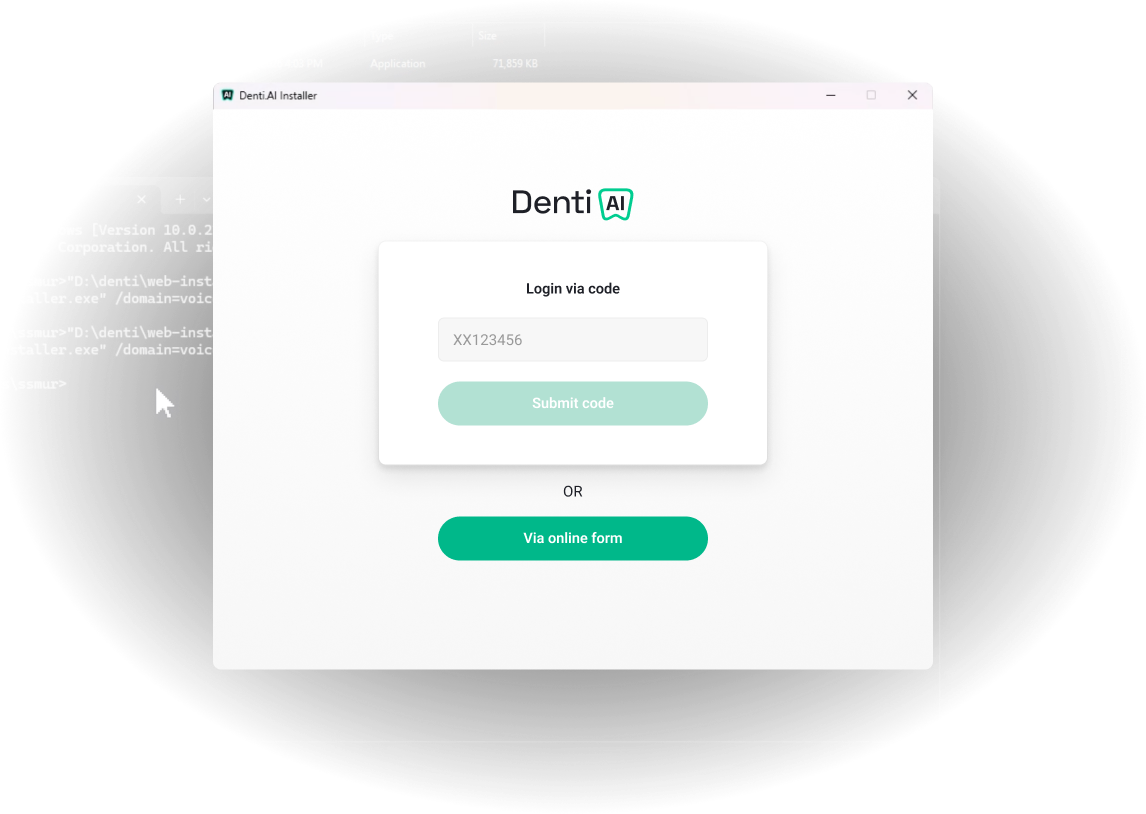 Type Size
PM Application 71,859 KB
Denti.AI Installer
Denti AI
[Version 10.0.2
Corporation. All
>"D:\denti\web-inst
aller.exe" /domain=voic
>"D:\denti\web-inst
taller.exe" /domain=voic
Login via code
XX123456
Submit code
OR
Via online form